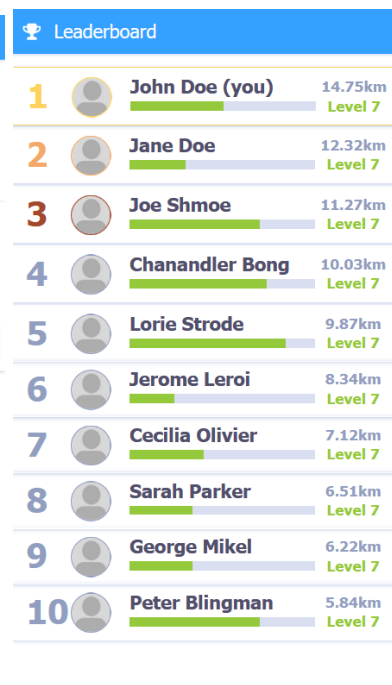 Leaderboard
1 John Doe (you) 14.75km
Level 7
2 Jane Doe 12.32km
Level 7
3 Joe Shmoe 11.27km
Level 7
4 Chanandler Bong 10.03km
Level 7
5 Lorie Strode 9.87km
Level 7
6 Jerome Leroi 8.34km
Level 7
7 Cecilia Olivier 7.12km
Level 7
8 Sarah Parker 6.51km
Level 7
9 George Mikel 6.22km
Level 7
10 Peter Blingman 5.84km
Level 7